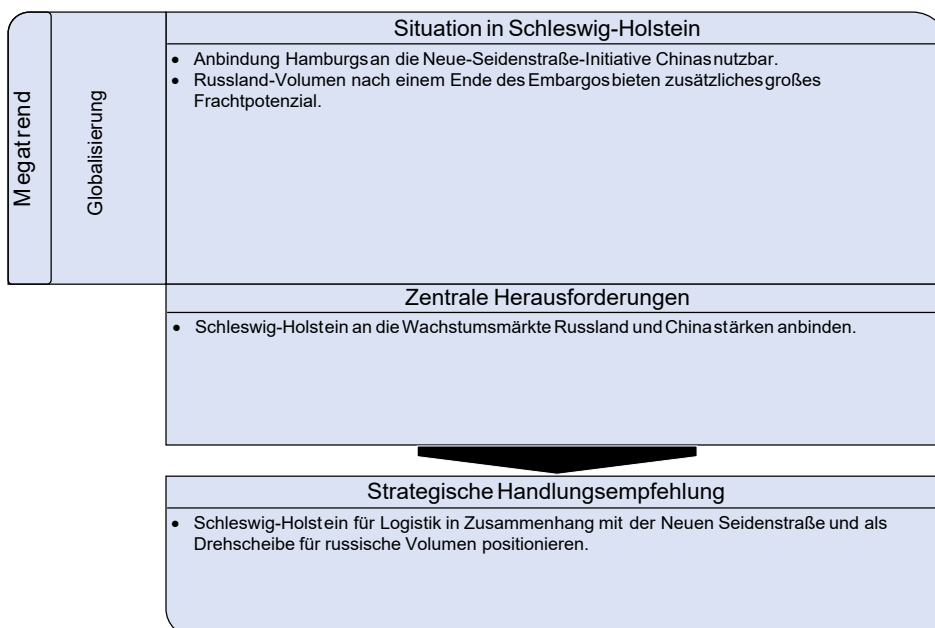 Megatrend
Globalisierung
Situation in Schleswig-Holstein
• Anbindung Hamburgs an die Neue-Seidenstraße-Initiative Chinas nutzbar.
• Russland-Volumen nach einem Ende des Embargos bieten zusätzliches großes
Frachtpotenzial.
Zentrale Herausforderungen
• Schleswig-Holstein an die Wachstumsmärkte Russland und China stärken anbinden.
Strategische Handlungsempfehlung
• Schleswig-Holstein für Logistik in Zusammenhang mit der Neuen Seidenstraße und als
Drehscheibe für russische Volumen positionieren.